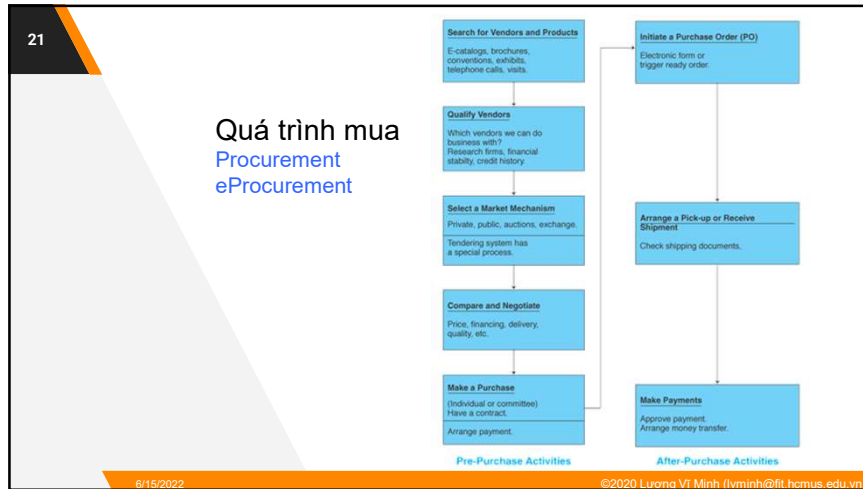 21
Quá trình mua
Procurement
eProcurement
Search for Vendors and Products
E-catalogs, brochures,
conventions, exhibits,
telephone calls, visits.
Qualify Vendors
Which vendors we can do
business with?
Research firms, financial
stabilty, credit history.
Select a Market Mechanism
Private, public, auctions, exchange.
Tendering system has
a special process.
Compare and Negotiate
Price, financing, delivery,
quality, etc.
Make a Purchase
(Individual or committee)
Have a contract.
Arrange payment.
Pre-Purchase Activities
Initiate a Purchase Order (PO)
Electronic form or
trigger ready order.
Arrange a Pick-up or Receive
Shipment
Check shipping documents.
Make Payments
Approve payment.
Arrange money transfer.
After-Purchase Activities
6/15/2022
©2020 Lương Vĩ Minh (lvminh@fit.hcmus.edu.vn)